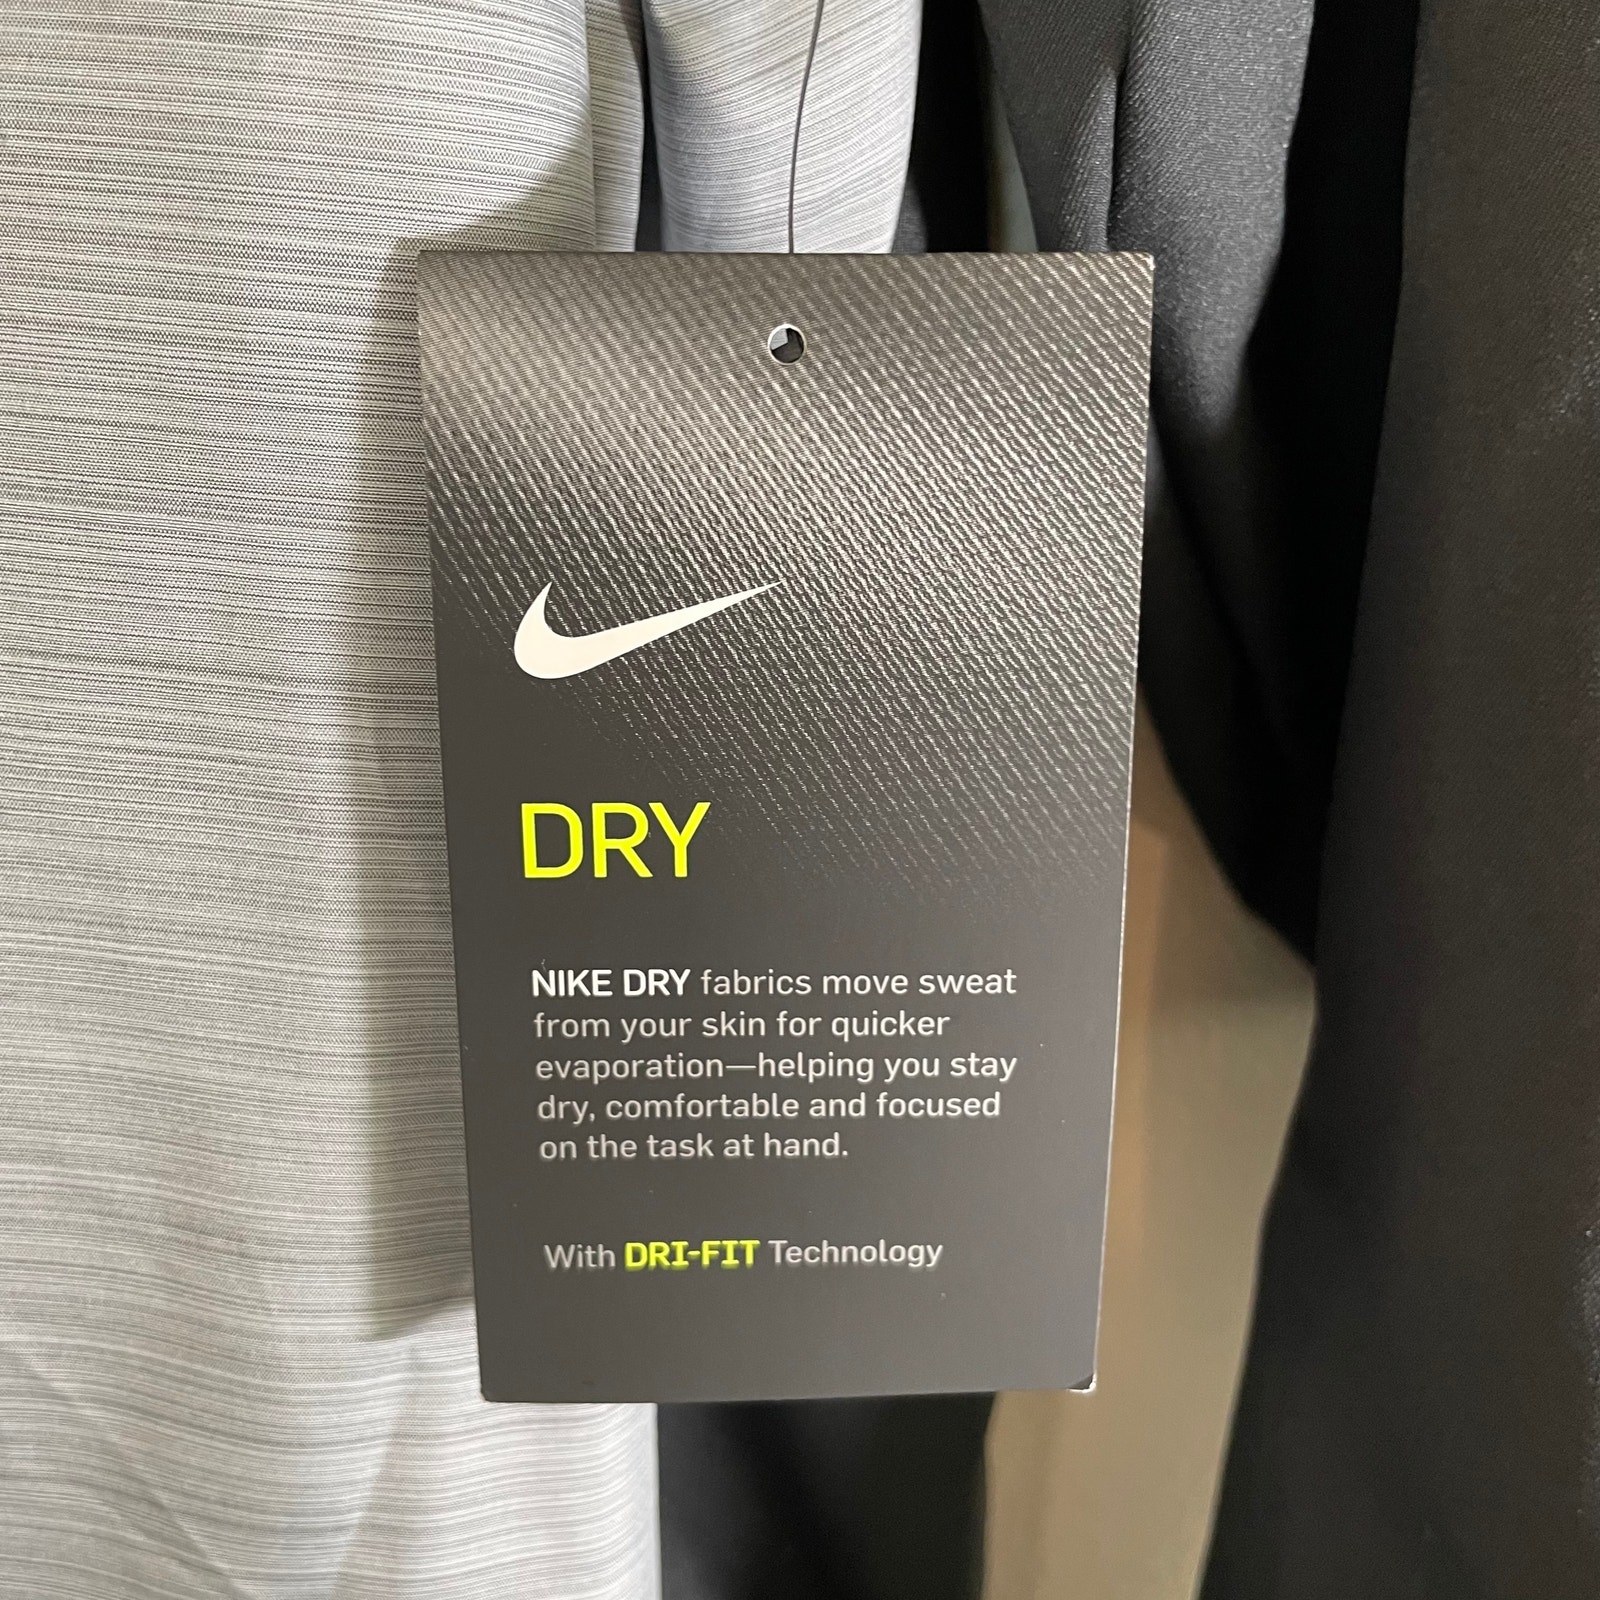 DRY
NIKE DRY fabrics move sweat
from your skin for quicker
evaporation—helping you stay
dry, comfortable and focused
on the task at hand.
With DRI-FIT Technology